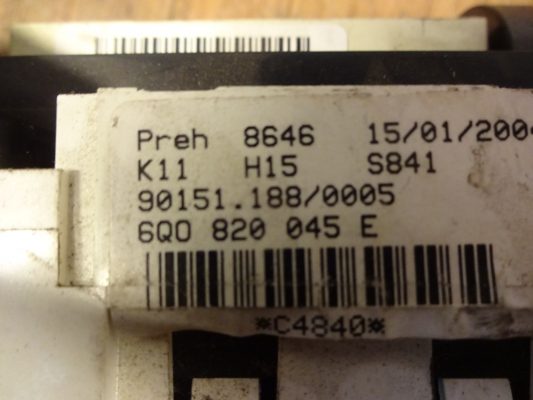 Preh 8646 15/01/200
K11 H15 S841
90151.188/0005
6Q0 820 045 E
*C4840*